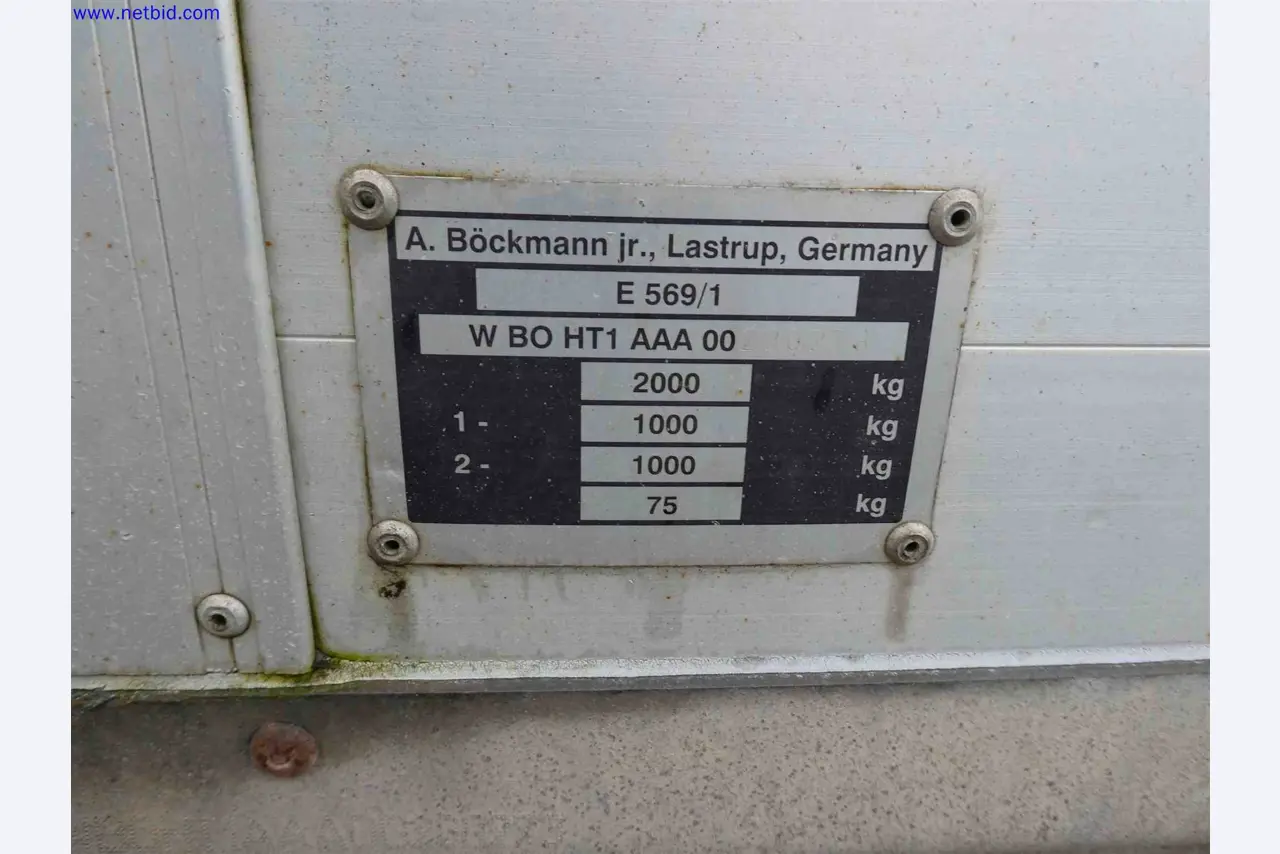 www.netbid.com
A. Böckmann jr., Lastrup, Germany
E 569/1
W BO HT1 AAA 00
2000 kg
1 - 1000 kg
2 - 1000 kg
75 kg